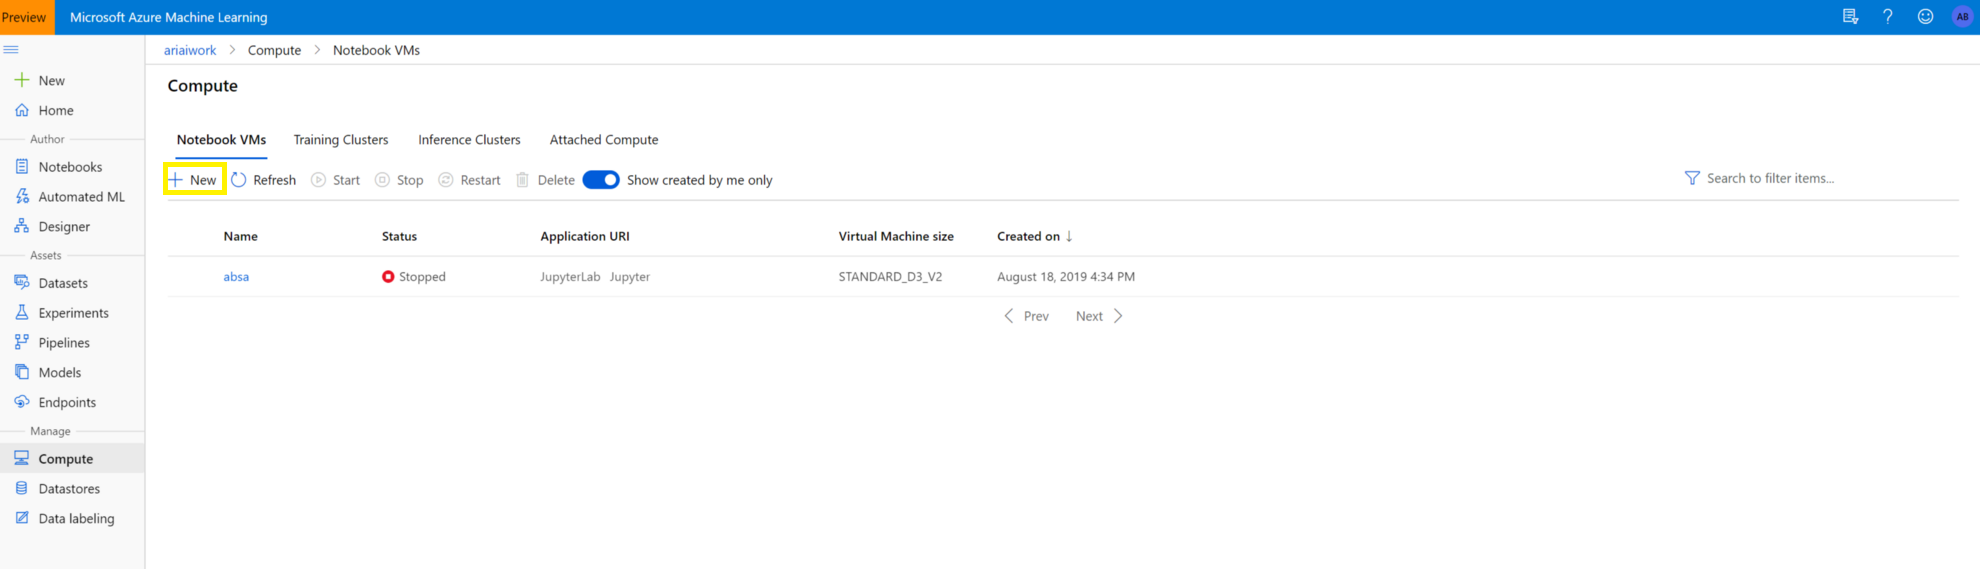 Preview Microsoft Azure Machine Learning AB
ariaiwork Compute Notebook VMs
New
Home
Author
Notebooks
Automated ML
Designer
Assets
Datasets
Experiments
Pipelines
Models
Endpoints
Manage
Compute
Datastores
Data labeling
Compute
Notebook VMs Training Clusters Inference Clusters Attached Compute
New Refresh Start Stop Restart Delete Show created by me only Search to filter items...
Name Status Application URI Virtual Machine size Created on ↓
absa Stopped JupyterLab Jupyter STANDARD_D3_V2 August 18, 2019 4:34 PM
Prev Next